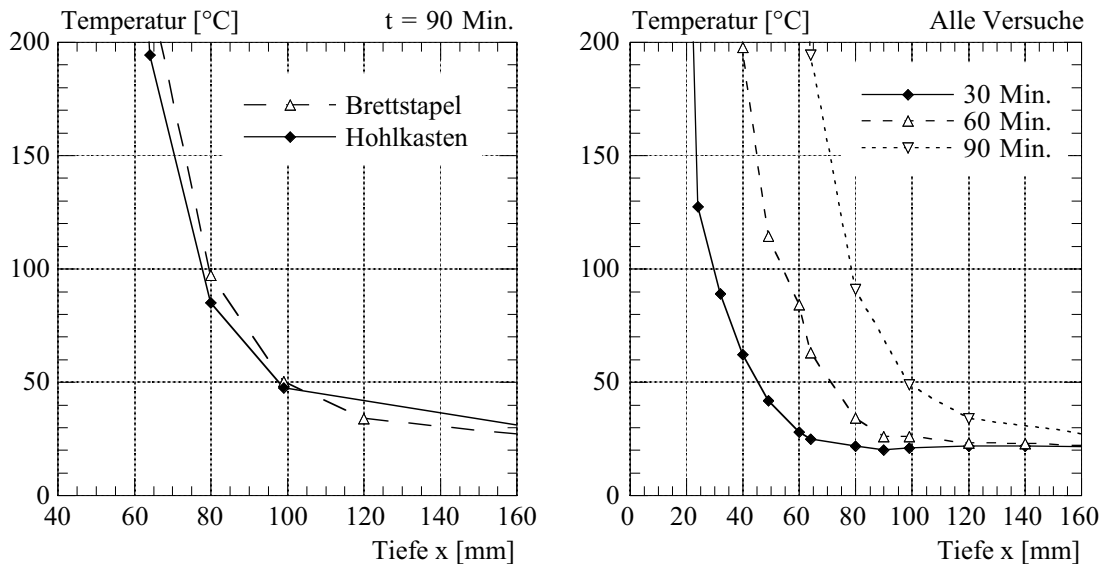 Temperatur [°C] t = 90 Min.
200
150
100
50
0
Brettstapel
Hohlkasten
40 60 80 100 120 140 160
Tiefe x [mm]
Temperatur [°C] Alle Versuche
200
150
100
50
0
30 Min.
60 Min.
90 Min.
0 20 40 60 80 100 120 140 160
Tiefe x [mm]